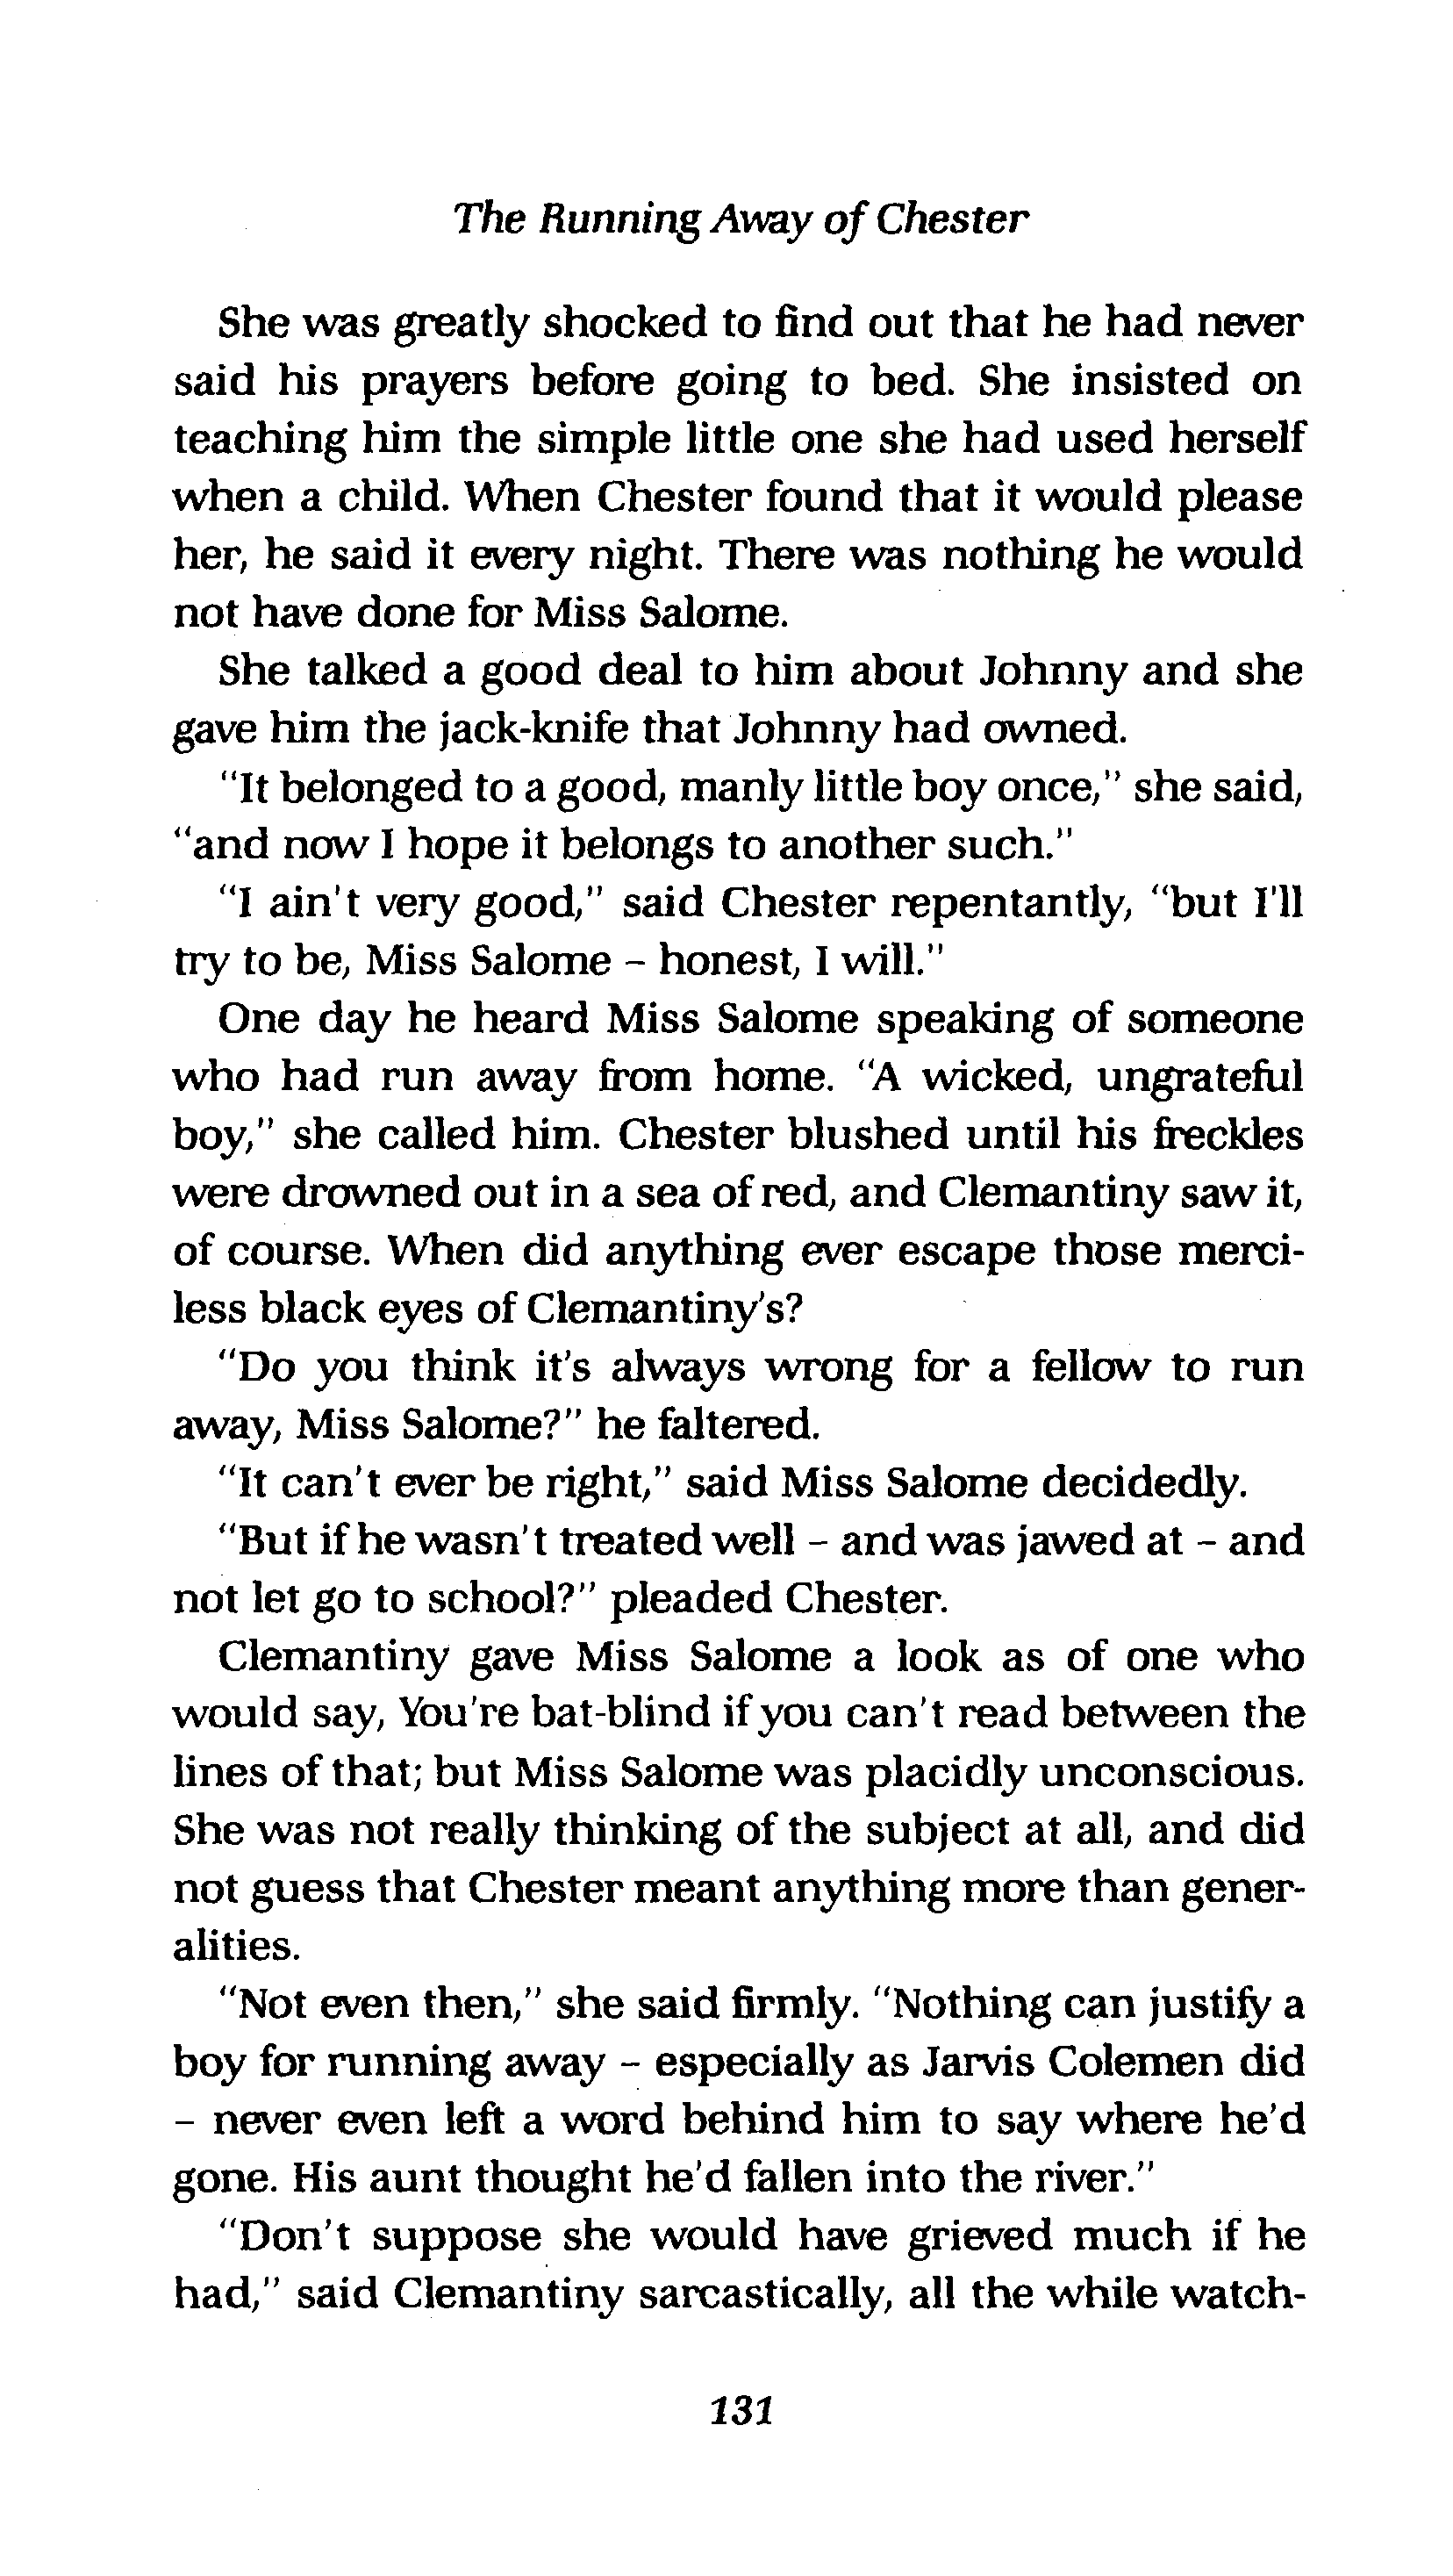 The Running Away of Chester
She was greatly shocked to find out that he had never
said his prayers before going to bed. She insisted on
teaching him the simple little one she had used herself
when a child. When Chester found that it would please
her, he said it every night. There was nothing he would
not have done for Miss Salome.
She talked a good deal to him about Johnny and she
gave him the jack-knife that Johnny had owned.
"It belonged to a good, manly little boy once," she said,
"and now I hope it belongs to another such."
"I ain't very good," said Chester repentantly, "but I'll
try to be, Miss Salome – honest, I will."
One day he heard Miss Salome speaking of someone
who had run away from home. "A wicked, ungrateful
boy," she called him. Chester blushed until his freckles
were drowned out in a sea of red, and Clemantiny saw it,
of course. When did anything ever escape those merci-
less black eyes of Clemantiny's?
"Do you think it's always wrong for a fellow to run
away, Miss Salome?" he faltered.
"It can't ever be right," said Miss Salome decidedly.
"But if he wasn't treated well – and was jawed at – and
not let go to school?" pleaded Chester.
Clemantiny gave Miss Salome a look as of one who
would say, You're bat-blind if you can't read between the
lines of that; but Miss Salome was placidly unconscious.
She was not really thinking of the subject at all, and did
not guess that Chester meant anything more than gener-
alities.
"Not even then," she said firmly. "Nothing can justify a
boy for running away – especially as Jarvis Colemen did
– never even left a word behind him to say where he'd
gone. His aunt thought he'd fallen into the river."
"Don't suppose she would have grieved much if he
had," said Clemantiny sarcastically, all the while watch-
131